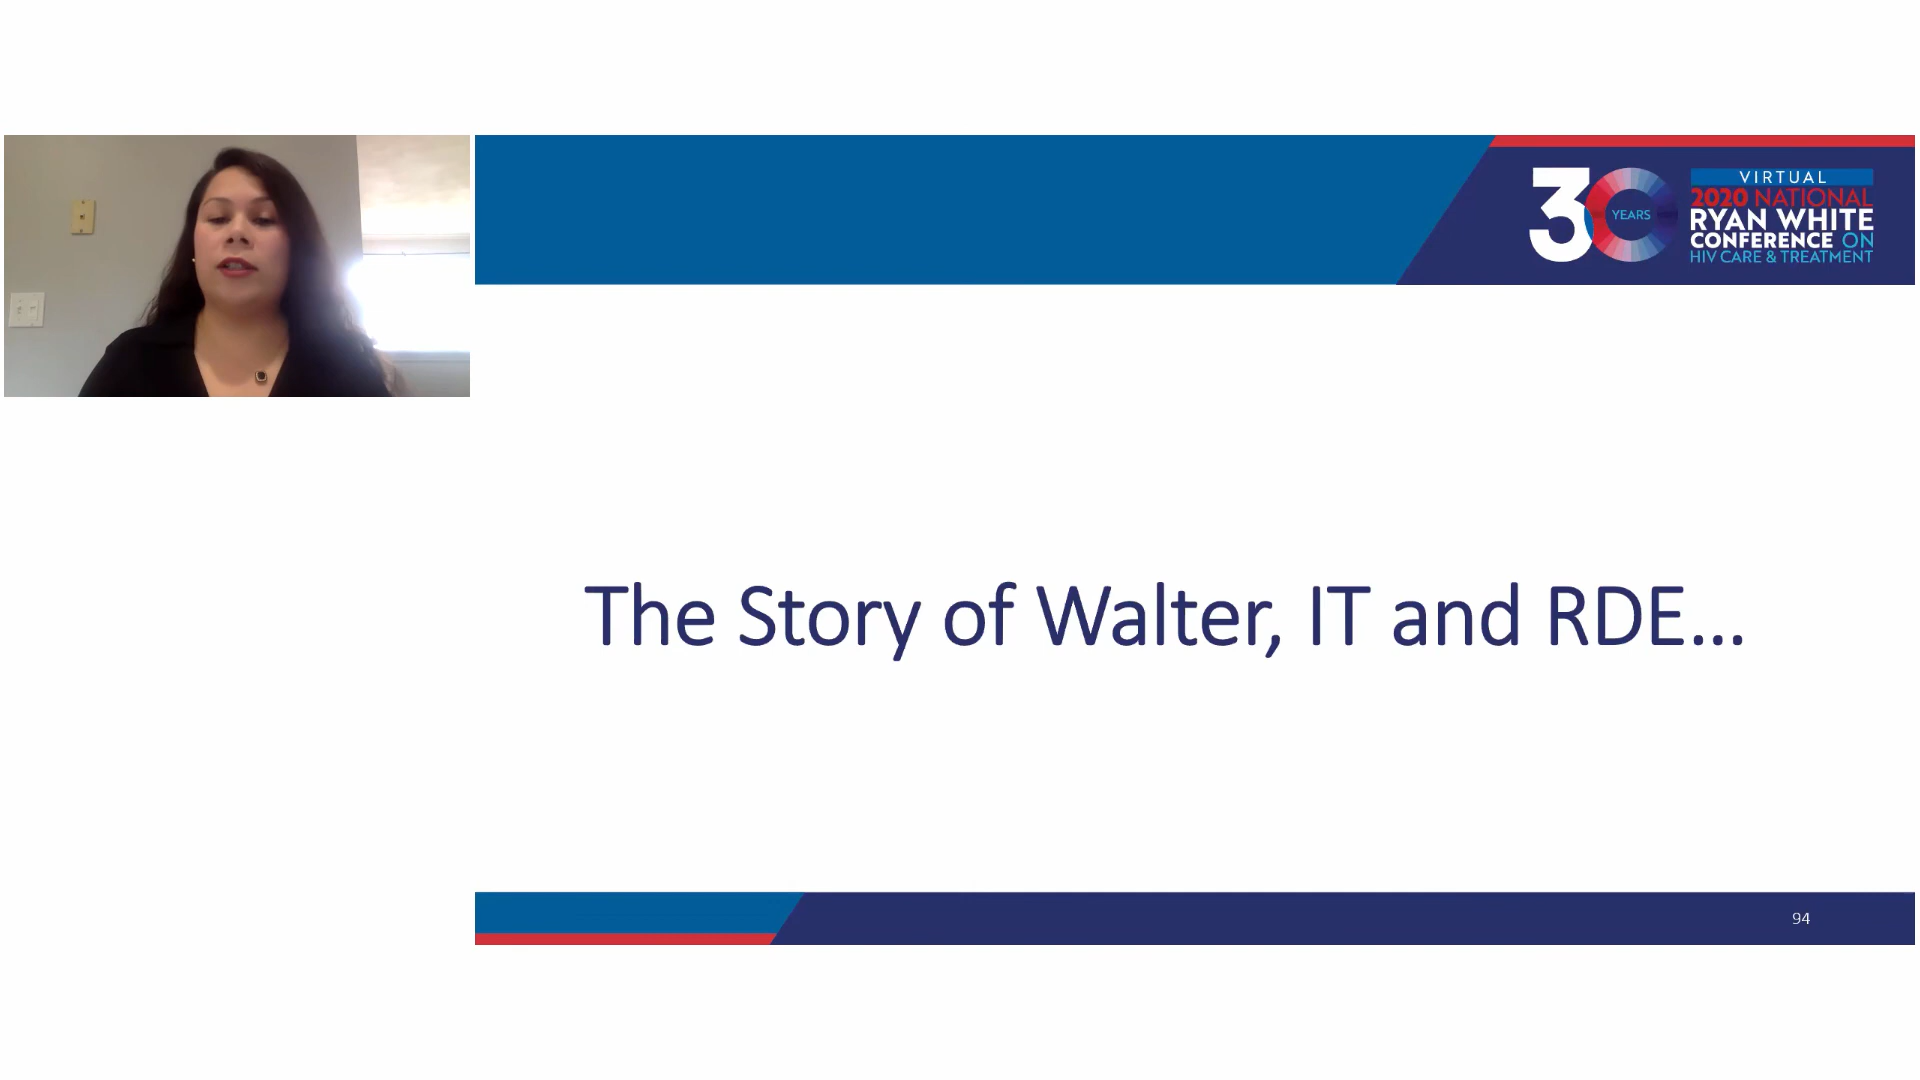 30
YEARS
VIRTUAL
2020 NATIONAL
RYAN WHITE
CONFERENCE ON
HIV CARE & TREATMENT
The Story of Walter, IT and RDE...
94